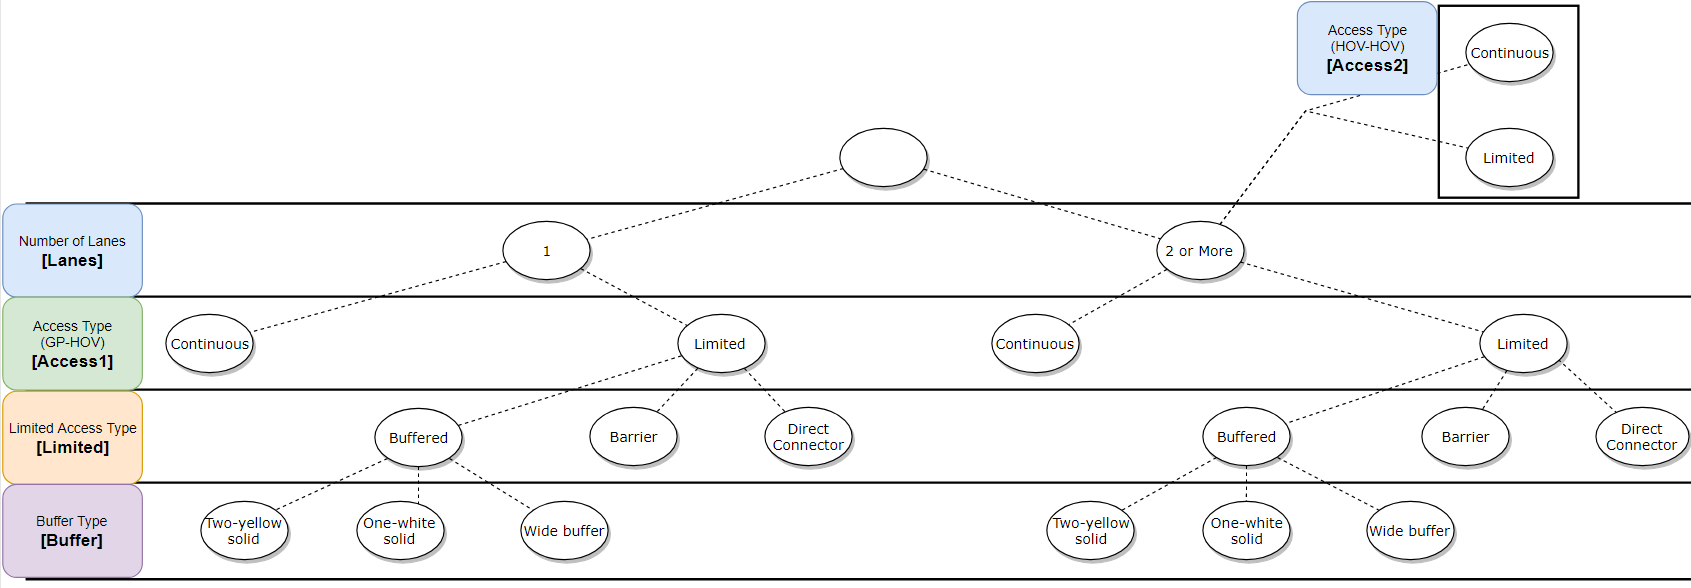 Access Type
(HOV-HOV)
[Access2]
Continuous
Limited
Number of Lanes
[Lanes]
1
2 or More
Access Type
(GP-HOV)
[Access1]
Continuous
Limited
Continuous
Limited
Limited Access Type
[Limited]
Buffered
Barrier
Direct
Connector
Buffered
Barrier
Direct
Connector
Buffer Type
[Buffer]
Two-yellow
solid
One-white
solid
Wide buffer
Two-yellow
solid
One-white
solid
Wide buffer